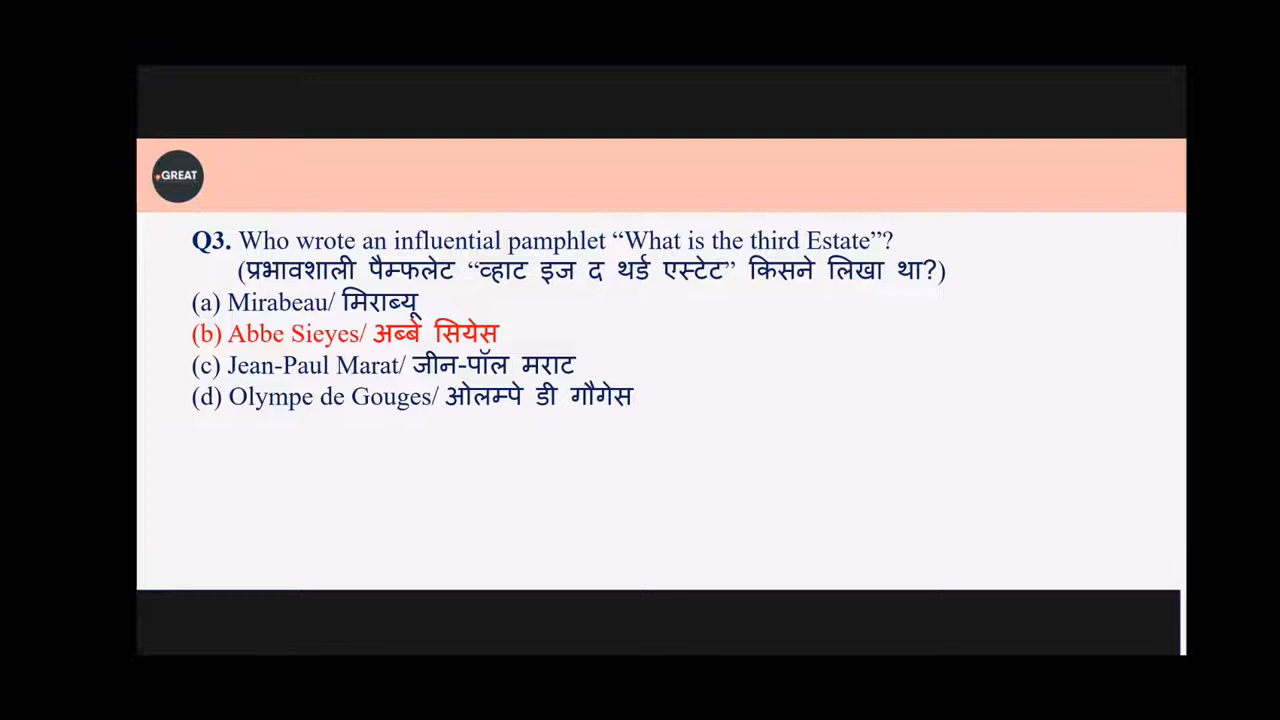 GREAT
Q3. Who wrote an influential pamphlet “What is the third Estate”?
(प्रभावशाली पैम्फलेट “व्हाट इज द थर्ड एस्टेट” किसने लिखा था?)
(a) Mirabeau/ मिराब्यू
(b) Abbe Sieyes/ अब्बे सियेस
(c) Jean-Paul Marat/ जीन-पॉल मराट
(d) Olympe de Gouges/ ओलम्पे डी गौगेस